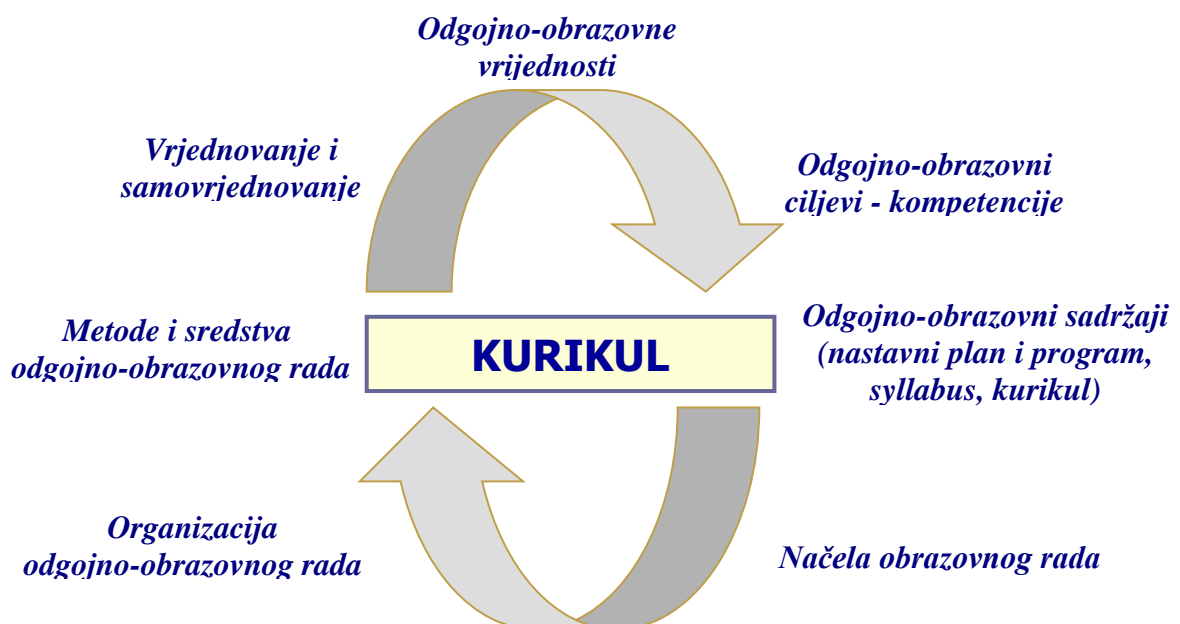 Odgojno-obrazovne
vrijednosti
Vrjednovanje i
samovrjednovanje
Odgojno-obrazovni
ciljevi - kompetencije
Metode i sredstva
odgojno-obrazovnog rada
KURIKUL
Odgojno-obrazovni sadržaji
(nastavni plan i program,
syllabus, kurikul)
Organizacija
odgojno-obrazovnog rada
Načela obrazovnog rada